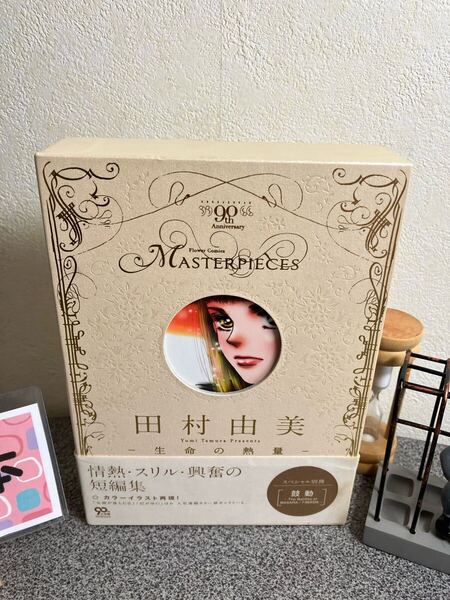 90th
Anniversary
Flower Comics
MASTERPIECES
田村由美
Yumi Tamura Presents
－生命の熱量－
情熱・スリル・興奮の
短編集
◎ カラーイラスト再現！
スペシャル別冊
鼓動
90th